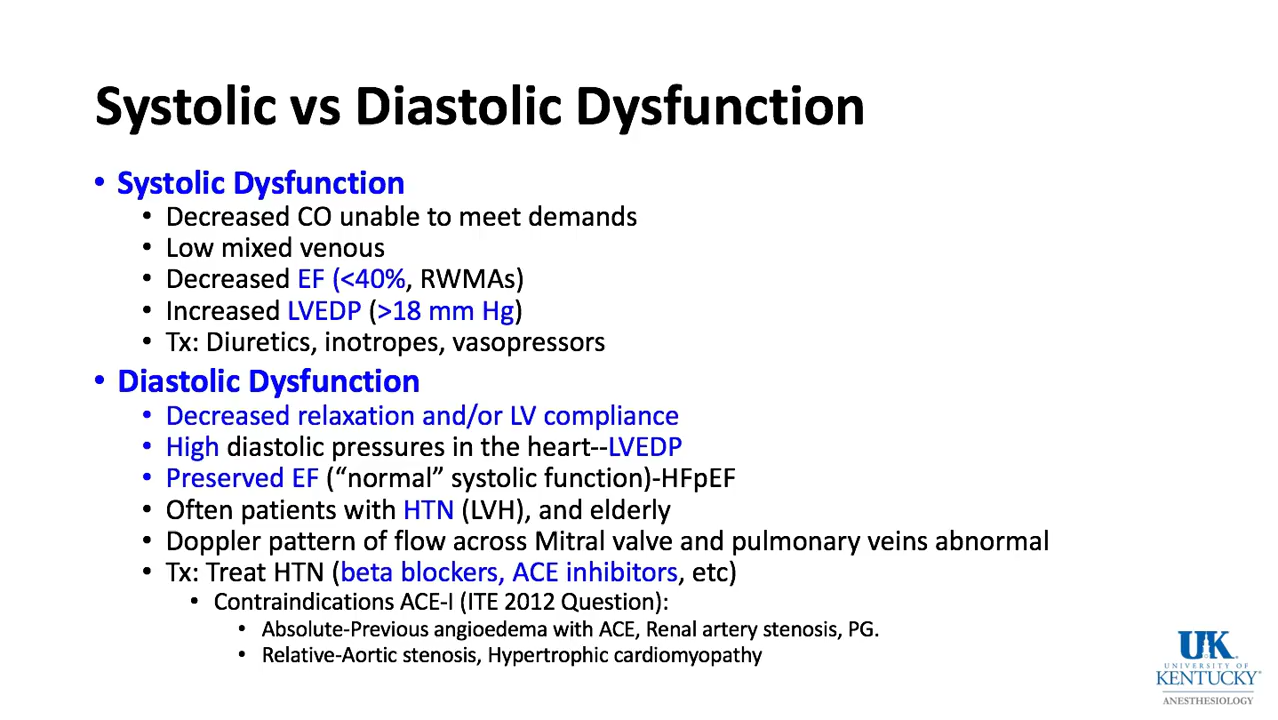 Systolic vs Diastolic Dysfunction
• Systolic Dysfunction
• Decreased CO unable to meet demands
• Low mixed venous
• Decreased EF (<40%, RWMAs)
• Increased LVEDP (>18 mm Hg)
• Tx: Diuretics, inotropes, vasopressors
• Diastolic Dysfunction
• Decreased relaxation and/or LV compliance
• High diastolic pressures in the heart--LVEDP
• Preserved EF (“normal” systolic function)-HFpEF
• Often patients with HTN (LVH), and elderly
• Doppler pattern of flow across Mitral valve and pulmonary veins abnormal
• Tx: Treat HTN (beta blockers, ACE inhibitors, etc)
• Contraindications ACE-I (ITE 2012 Question):
• Absolute-Previous angioedema with ACE, Renal artery stenosis, PG.
• Relative-Aortic stenosis, Hypertrophic cardiomyopathy
UK
UNIVERSITY OF
KENTUCKY
ANESTHESIOLOGY